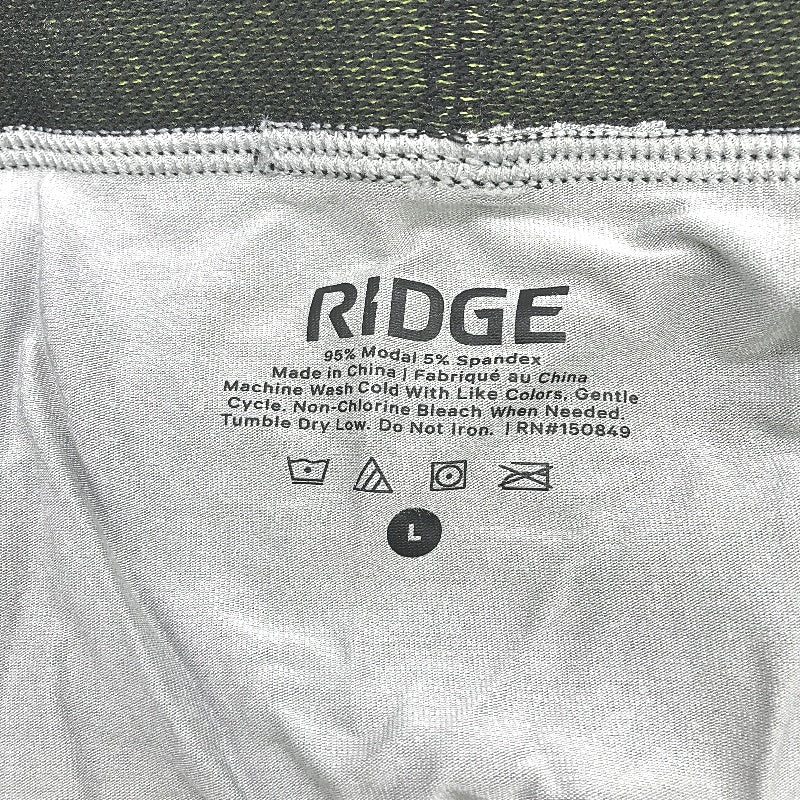 RIDGE
95% Modal 5% Spandex
Made in China | Fabriqué au China
Machine Wash Cold With Like Colors, Gentle
Cycle. Non-Chlorine Bleach When Needed.
Tumble Dry Low. Do Not Iron. | RN#150849
L